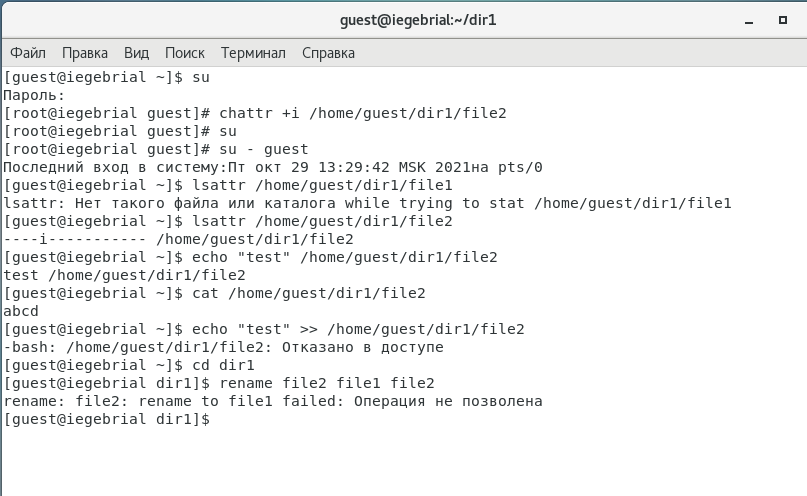 guest@iegebrial:~/dir1
Файл Правка Вид Поиск Терминал Справка
[guest@iegebrial ~]$ su
Пароль:
[root@iegebrial guest]# chattr +i /home/guest/dir1/file2
[root@iegebrial guest]# su
[root@iegebrial guest]# su - guest
Последний вход в систему:Пт окт 29 13:29:42 MSK 2021на pts/0
[guest@iegebrial ~]$ lsattr /home/guest/dir1/file1
lsattr: Нет такого файла или каталога while trying to stat /home/guest/dir1/file1
[guest@iegebrial ~]$ lsattr /home/guest/dir1/file2
----i----------- /home/guest/dir1/file2
[guest@iegebrial ~]$ echo "test" /home/guest/dir1/file2
test /home/guest/dir1/file2
[guest@iegebrial ~]$ cat /home/guest/dir1/file2
abcd
[guest@iegebrial ~]$ echo "test" >> /home/guest/dir1/file2
-bash: /home/guest/dir1/file2: Отказано в доступе
[guest@iegebrial ~]$ cd dir1
[guest@iegebrial dir1]$ rename file2 file1 file2
rename: file2: rename to file1 failed: Операция не позволена
[guest@iegebrial dir1]$